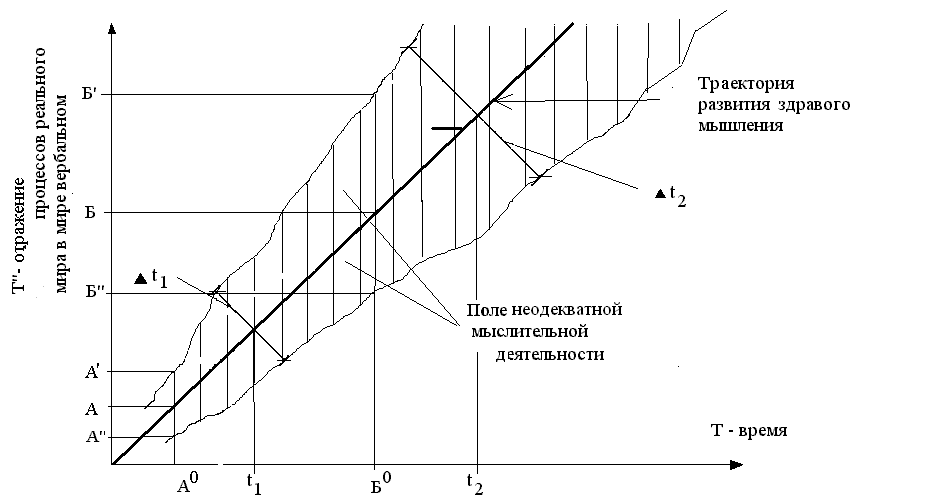 Т"- отражение
процессов реального
мира в мире вербальном
Б'
Б
Б"
А'
А
А"
▲ t1
Траектория
развития здравого
мышления
▲ t2
Поле неодекватной
мыслительной
деятельности
Т - время
А0
t1
Б0
t2